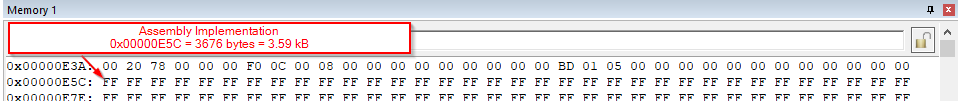 Memory 1
Assembly Implementation
0x00000E5C = 3676 bytes = 3.59 kB
0x00000E3A: 00 20 78 00 00 00 F0 0C 00 08 00 00 00 00 00 00 00 00 00 BD 01 05 00 00 00 00 00 00 00 00 00 00 00 00
0x00000E5C: FF FF FF FF FF FF FF FF FF FF FF FF FF FF FF FF FF FF FF FF FF FF FF FF FF FF FF FF FF FF FF FF FF FF
0x00000E7E: FF FF FF FF FF FF FF FF FF FF FF FF FF FF FF FF FF FF FF FF FF FF FF FF FF FF FF FF FF FF FF FF FF FF